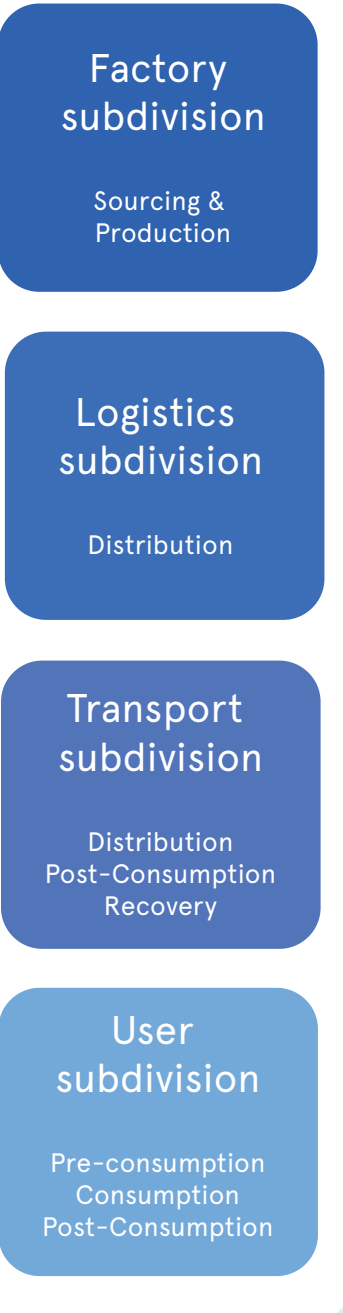 Factory
subdivision
Sourcing &
Production
Logistics
subdivision
Distribution
Transport
subdivision
Distribution
Post-Consumption
Recovery
User
subdivision
Pre-consumption
Consumption
Post-Consumption